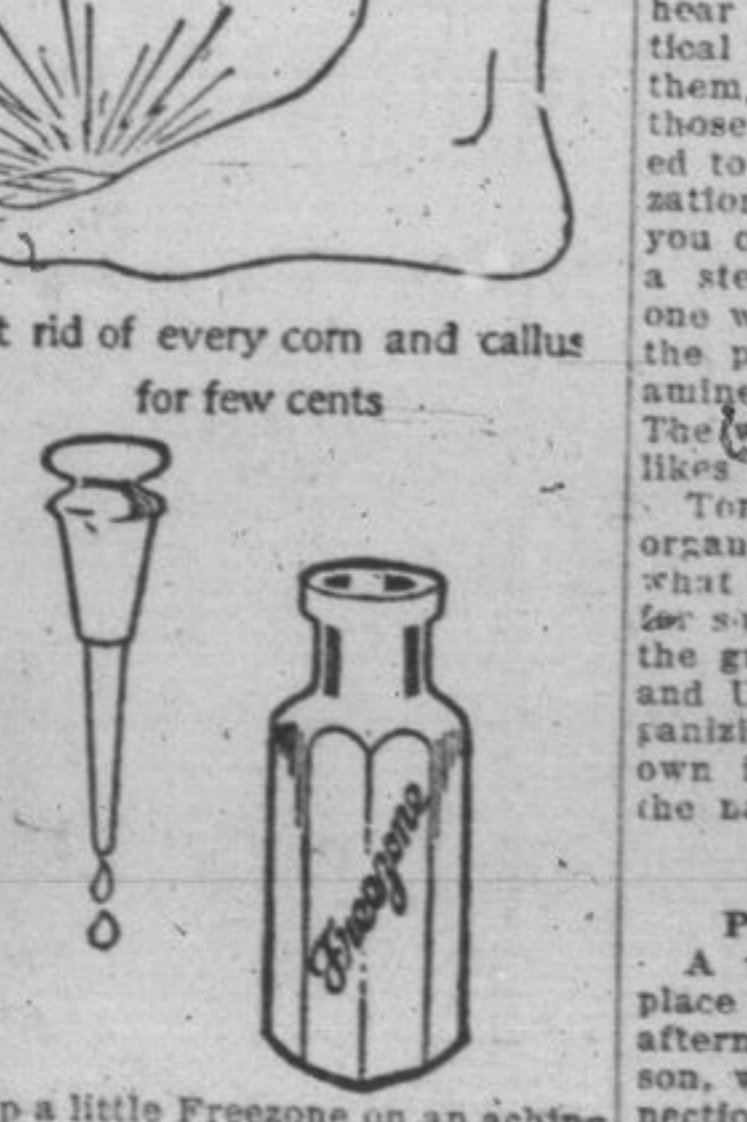 t rid of every corn and callus
for few cents
Freezone
p a little Freezone on an aching
hear
tical
them,
those
ed to
zation
you
a ste
one w
the p
amine
The
likes
Tor
organ
what
for
the g
and U
ganizi
own
the
P
A
place
aftern
son, w
nectio